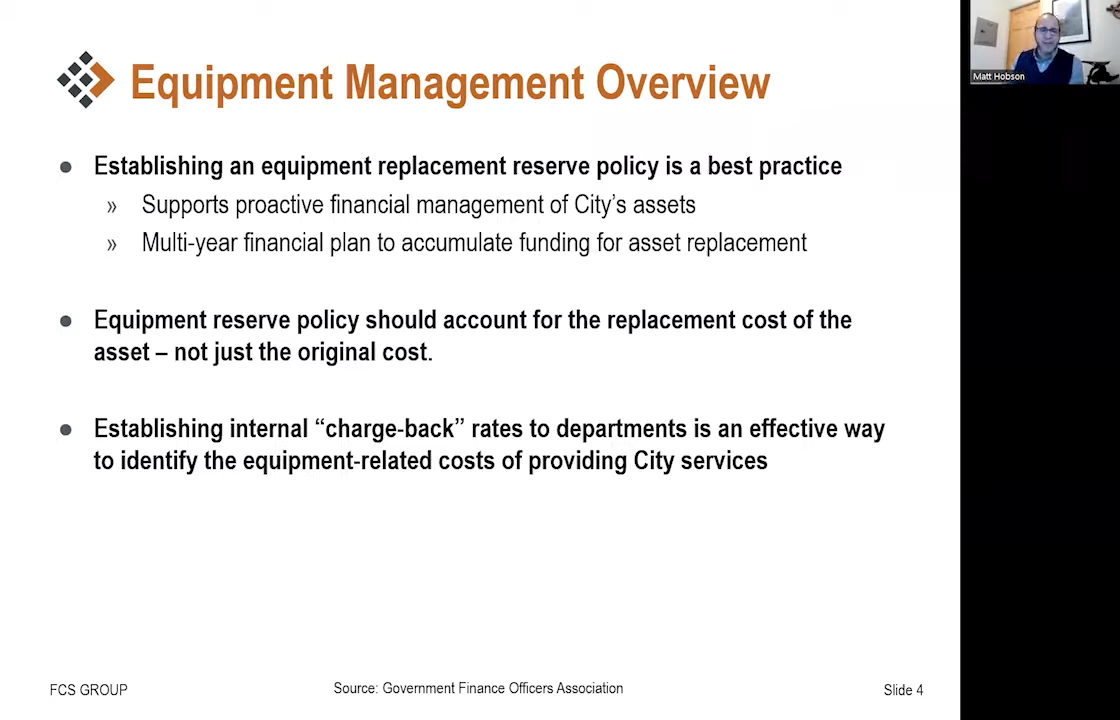 Equipment Management Overview
Matt Hobson
● Establishing an equipment replacement reserve policy is a best practice
» Supports proactive financial management of City’s assets
» Multi-year financial plan to accumulate funding for asset replacement
● Equipment reserve policy should account for the replacement cost of the
asset – not just the original cost.
● Establishing internal “charge-back” rates to departments is an effective way
to identify the equipment-related costs of providing City services
FCS GROUP
Source: Government Finance Officers Association
Slide 4